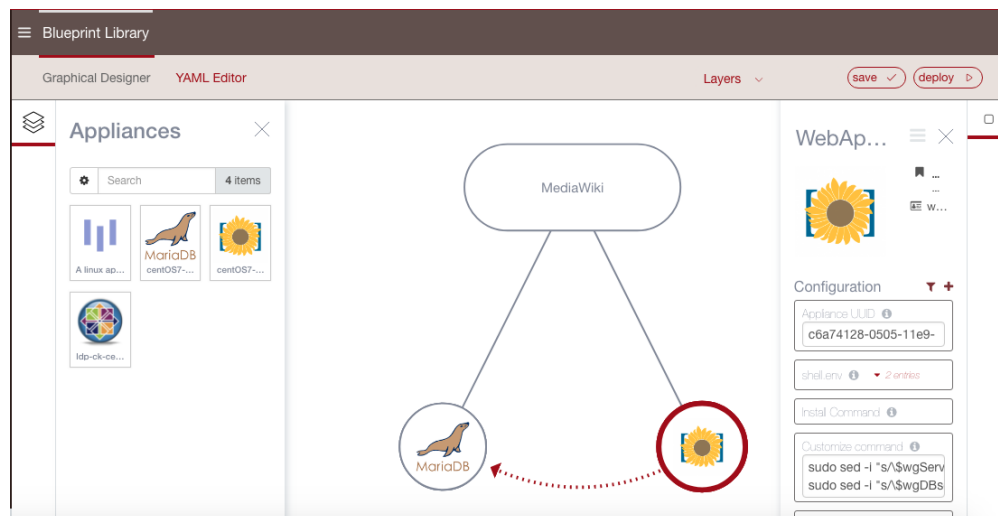 Blueprint Library
Graphical Designer
YAML Editor
Layers
save
deploy
Appliances
Search
4 items
A linux ap...
MariaDB
centOS7-...
centOS7-...
ldp-ck-ce...
MediaWiki
MariaDB
WebAp...
...
...
w...
Configuration
Appliance UUID
c6a74128-0505-11e9-
shell.env
2 entries
Install Command
Customize command
sudo sed -i "s/\$wgServ
sudo sed -i "s/\$wgDBs